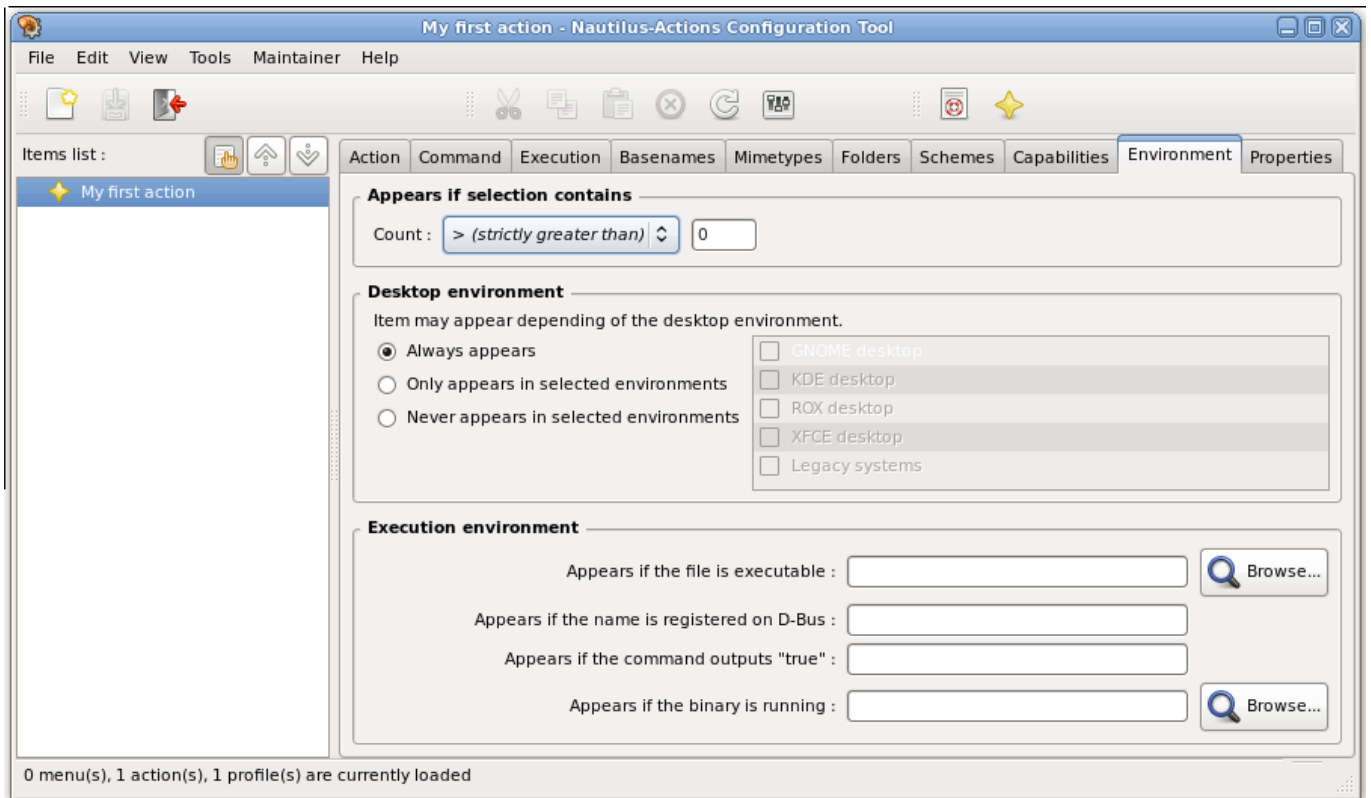 My first action - Nautilus-Actions Configuration Tool
File Edit View Tools Maintainer Help
Items list :
Action Command Execution Basenames Mimetypes Folders Schemes Capabilities Environment Properties
My first action
Appears if selection contains
Count : > (strictly greater than) 0
Desktop environment
Item may appear depending of the desktop environment.
Always appears
Only appears in selected environments
Never appears in selected environments
GNOME desktop
KDE desktop
ROX desktop
XFCE desktop
Legacy systems
Execution environment
Appears if the file is executable : Browse...
Appears if the name is registered on D-Bus :
Appears if the command outputs "true" :
Appears if the binary is running : Browse...
0 menu(s), 1 action(s), 1 profile(s) are currently loaded